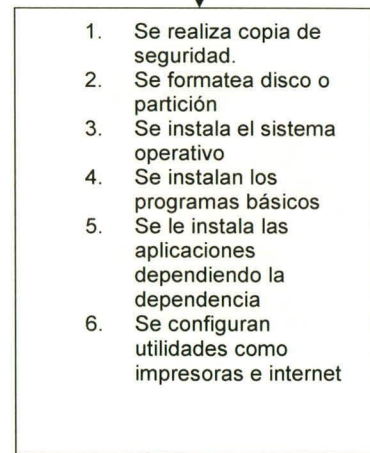 1. Se realiza copia de
seguridad.
2. Se formatea disco o
partición
3. Se instala el sistema
operativo
4. Se instalan los
programas básicos
5. Se le instala las
aplicaciones
dependiendo la
dependencia
6. Se configuran
utilidades como
impresoras e internet